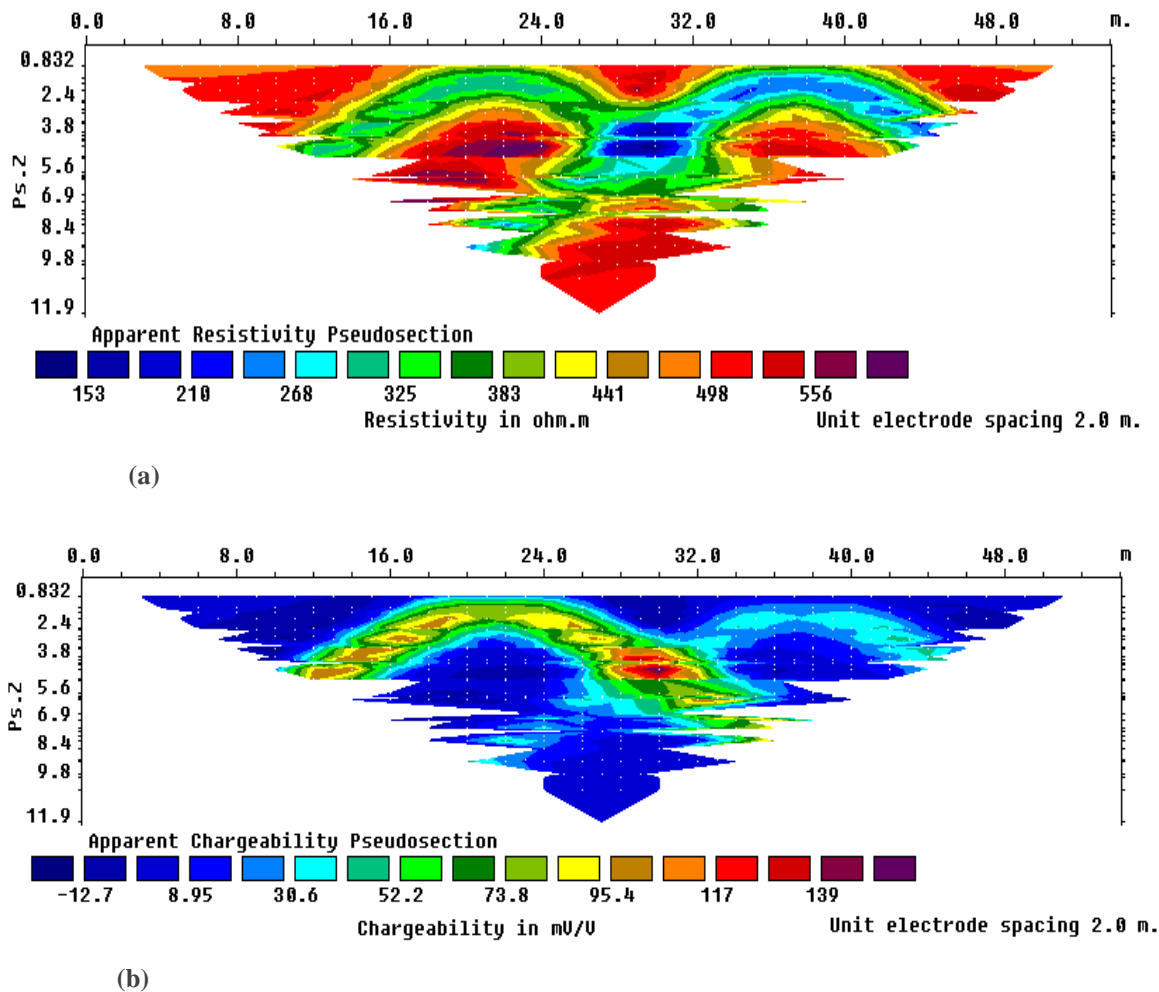 0.0 8.0 16.0 24.0 32.0 40.0 48.0 m.
Ps.Z
0.832
2.4
3.8
5.6
6.9
8.4
9.8
11.9
Apparent Resistivity Pseudosection
153 210 268 325 383 441 498 556
Resistivity in ohm.m Unit electrode spacing 2.0 m.
(a)
0.0 8.0 16.0 24.0 32.0 40.0 48.0 m
Ps.Z
0.832
2.4
3.8
5.6
6.9
8.4
9.8
11.9
Apparent Chargeability Pseudosection
-12.7 8.95 30.6 52.2 73.8 95.4 117 139
Chargeability in mV/V Unit electrode spacing 2.0 m.
(b)